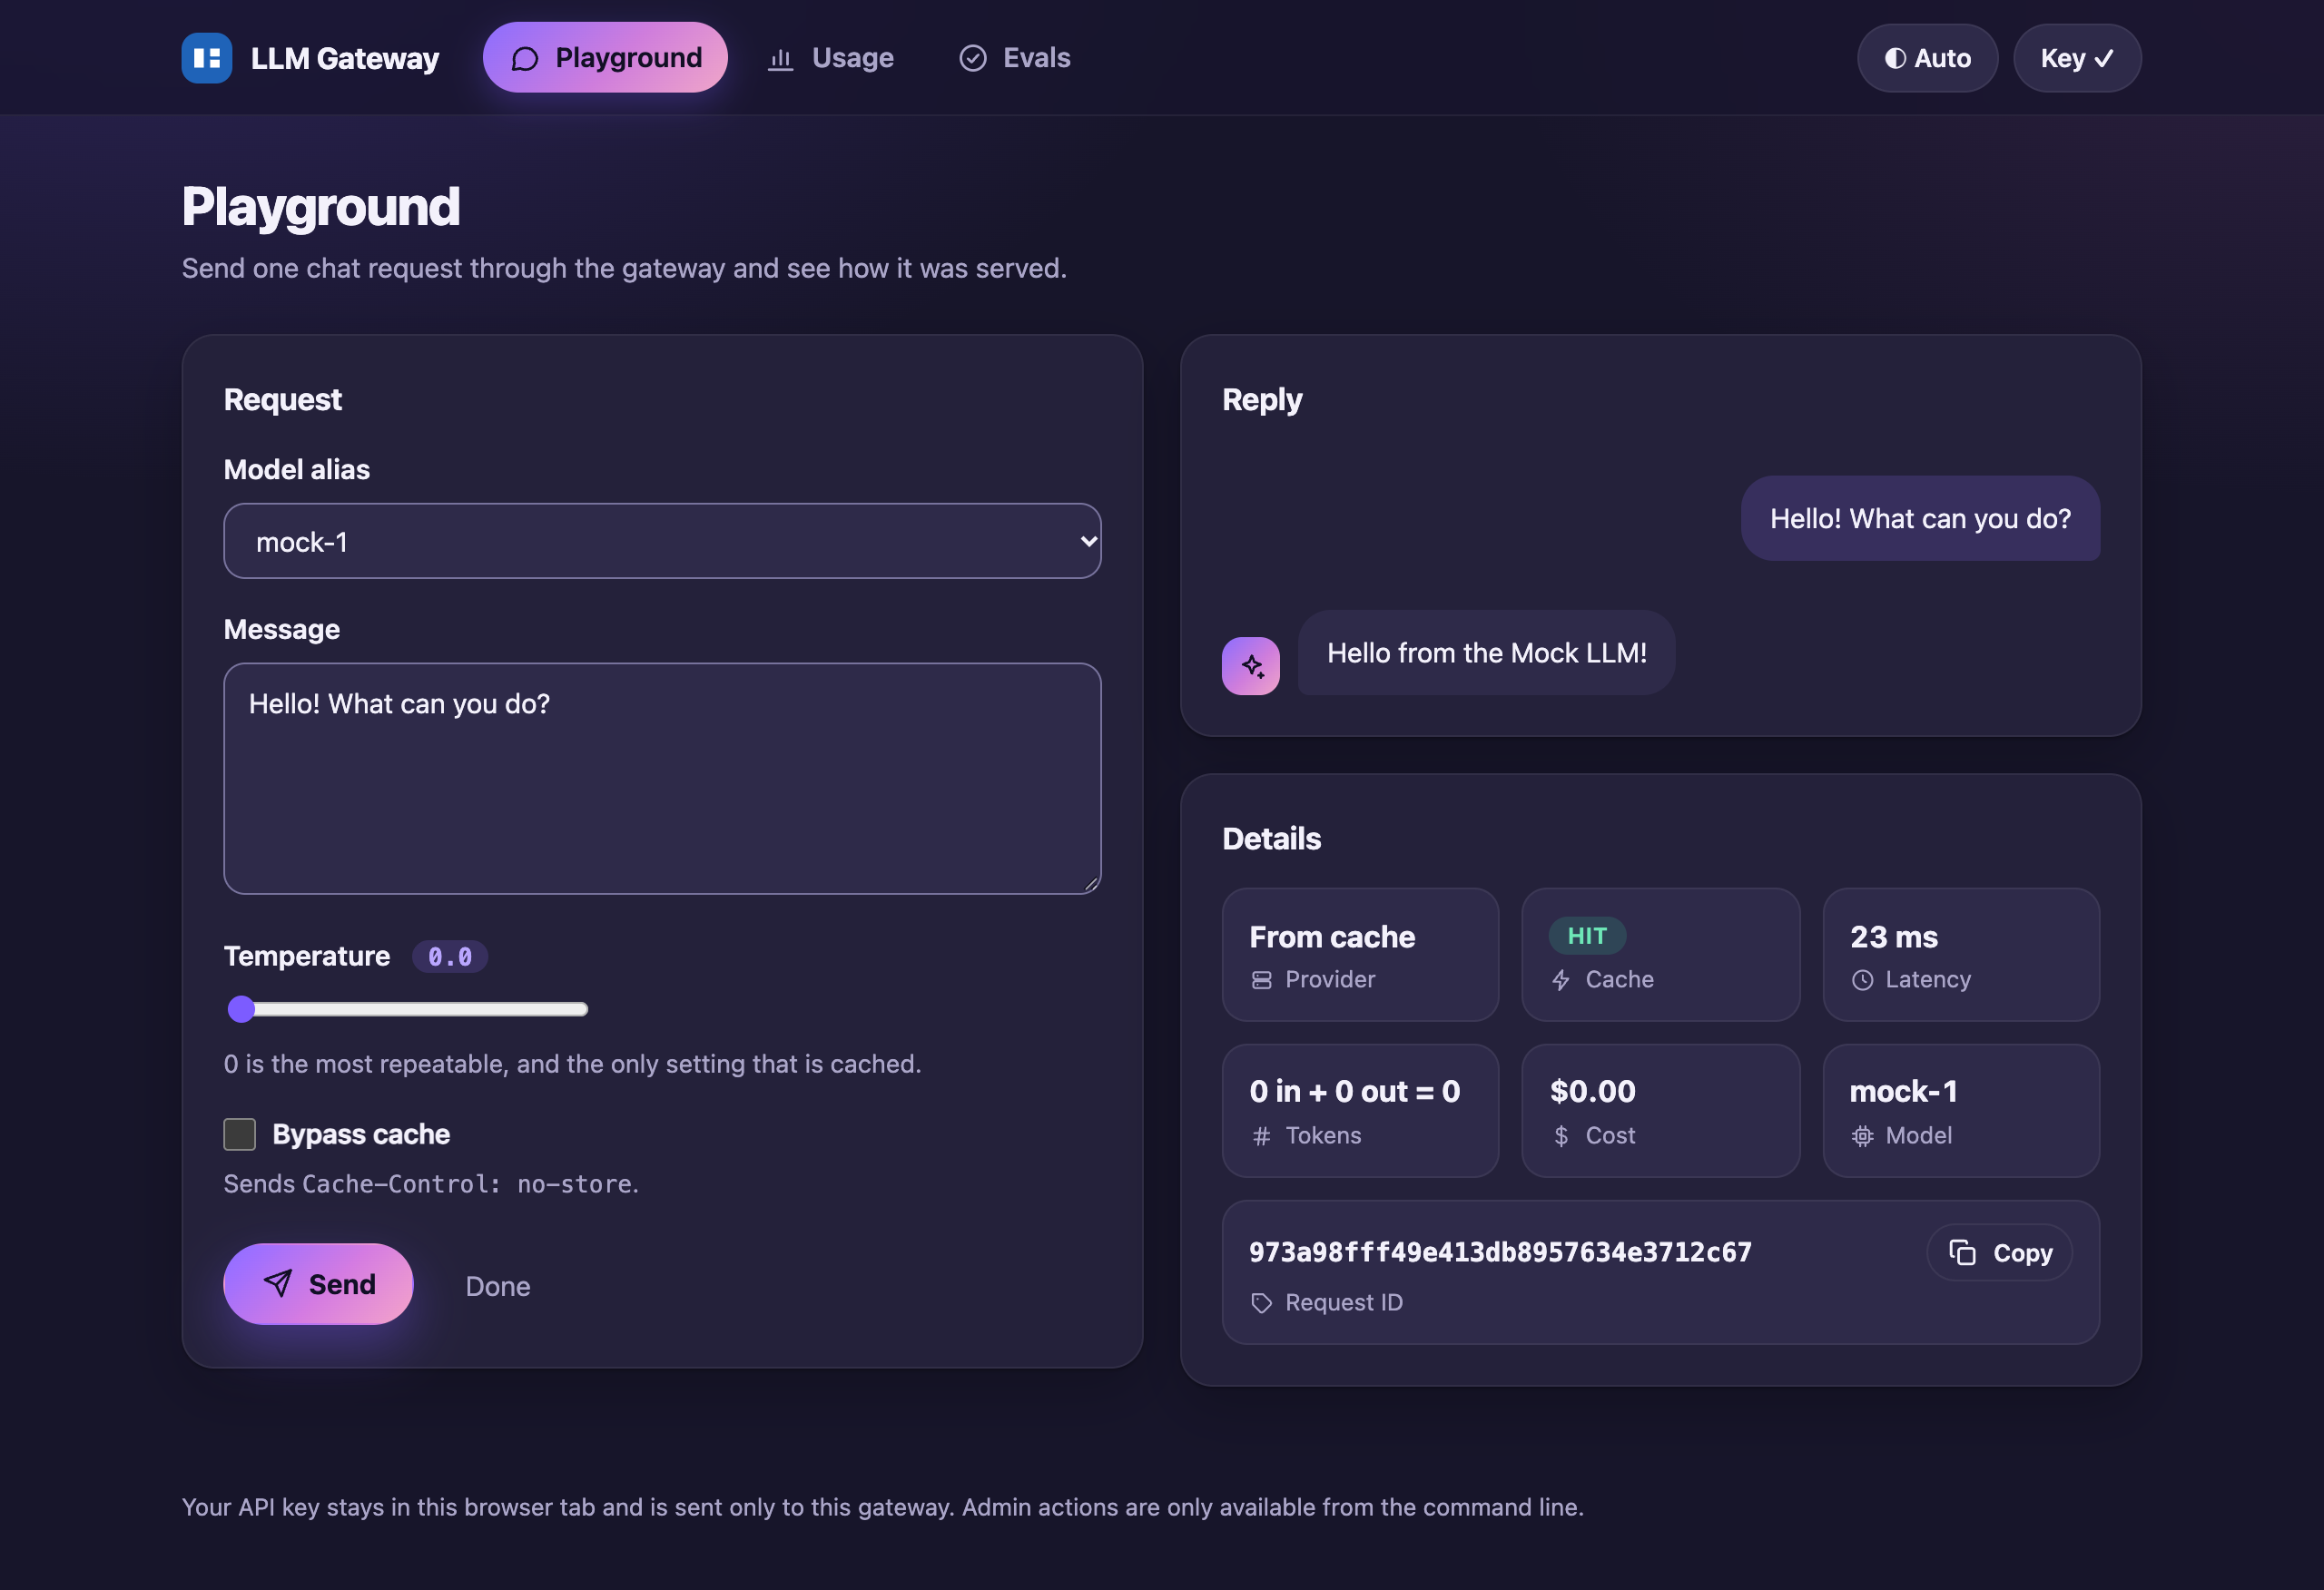 LLM Gateway
Playground
Usage
Evals
Auto
Key ✓
Playground
Send one chat request through the gateway and see how it was served.
Request
Model alias
mock-1
Message
Hello! What can you do?
Temperature 0.0
0 is the most repeatable, and the only setting that is cached.
Bypass cache
Sends Cache-Control: no-store.
Send
Done
Reply
Hello! What can you do?
Hello from the Mock LLM!
Details
From cache
Provider
HIT
Cache
23 ms
Latency
0 in + 0 out = 0
# Tokens
$0.00
$ Cost
mock-1
Model
973a98fff49e413db8957634e3712c67
Copy
Request ID
Your API key stays in this browser tab and is sent only to this gateway. Admin actions are only available from the command line.